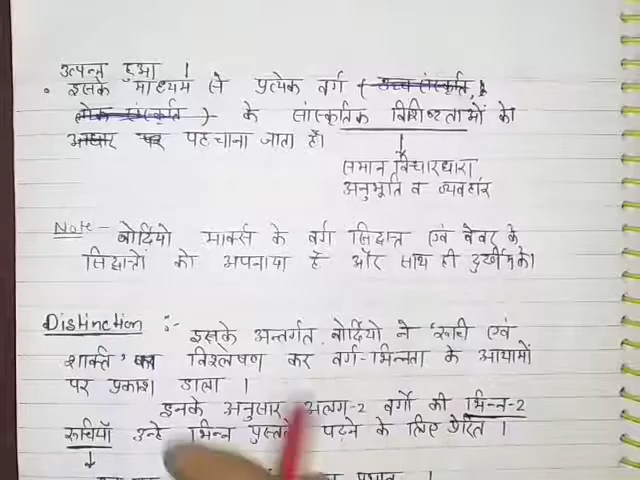 उत्पन्न हुआ ।
• इसके माध्यम से प्रत्येक वर्ग (उच्च संस्कृति,
लोक संस्कृति) के सांस्कृतिक विशिष्टताओं को
आधार पर पहचाना जाता है।
समान विचारधारा
अनुभूति व व्यवहार
Note - बोर्दियो मार्क्स के वर्ग सिद्धान्त एवं वेबर के
सिद्धान्तों को अपनाया है और साथ ही दुर्खीम को।
Distinction :- इसके अन्तर्गत बोर्दियो ने 'रूची एवं
शक्ति' का विश्लेषण कर वर्ग-भिन्नता के आयामों
पर प्रकाश डाला ।
इनके अनुसार अलग-2 वर्गों की भिन्न-2
रूचियाँ उन्हे भिन्न पुस्तकें पढ़ने के लिए प्रेरित ।